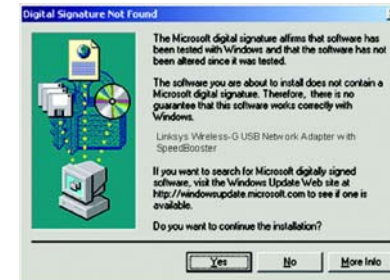 Digital Signature Not Found
The Microsoft digital signature affirms that software has
been tested with Windows and that the software has not
been altered since it was tested.
The software you are about to install does not contain a
Microsoft digital signature. Therefore, there is no
guarantee that this software works correctly with
Windows.
Linksys Wireless-G USB Network Adapter with
SpeedBooster
If you want to search for Microsoft digitally signed
software, visit the Windows Update Web site at
http://windowsupdate.microsoft.com to see if one is
available.
Do you want to continue the installation?
Yes No More Info